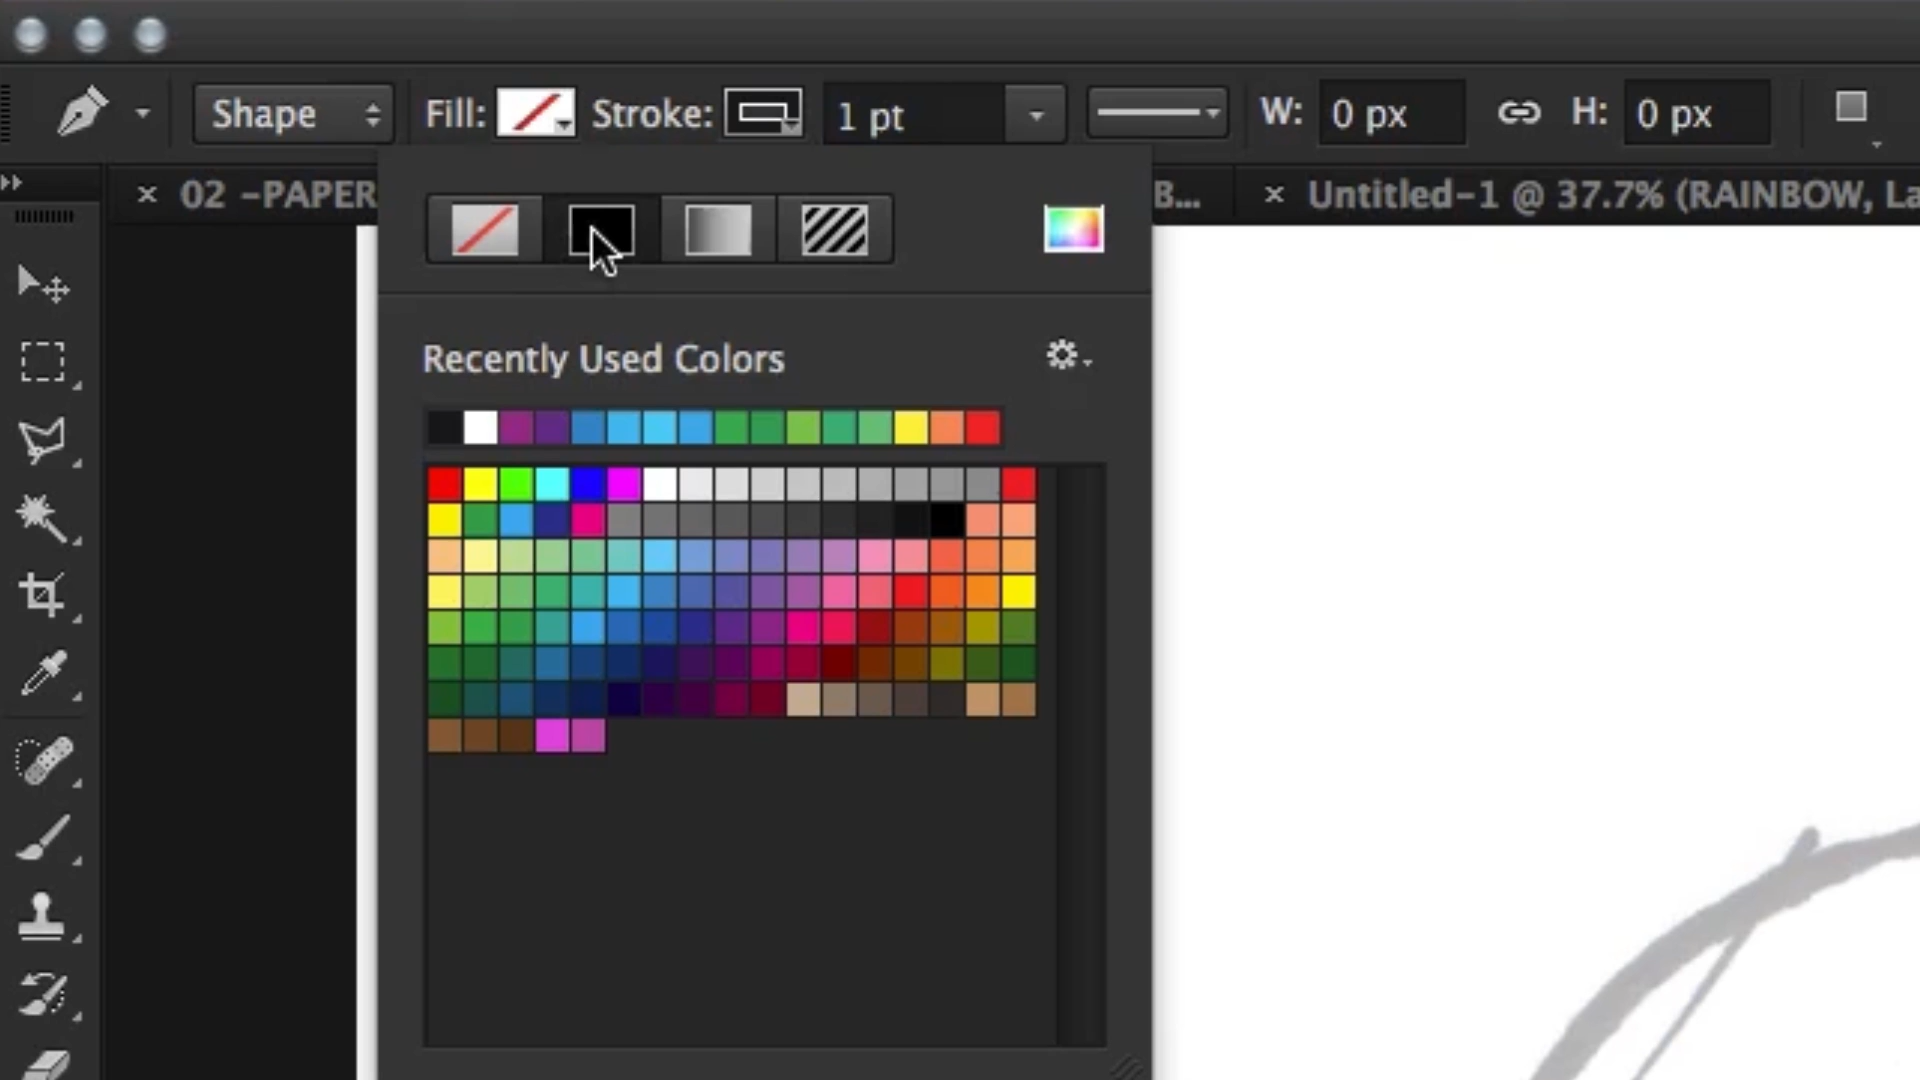 Shape Fill: Stroke: 1 pt W: 0 px H: 0 px
× 02 -PAPER B... × Untitled-1 @ 37.7% (RAINBOW, La
Recently Used Colors